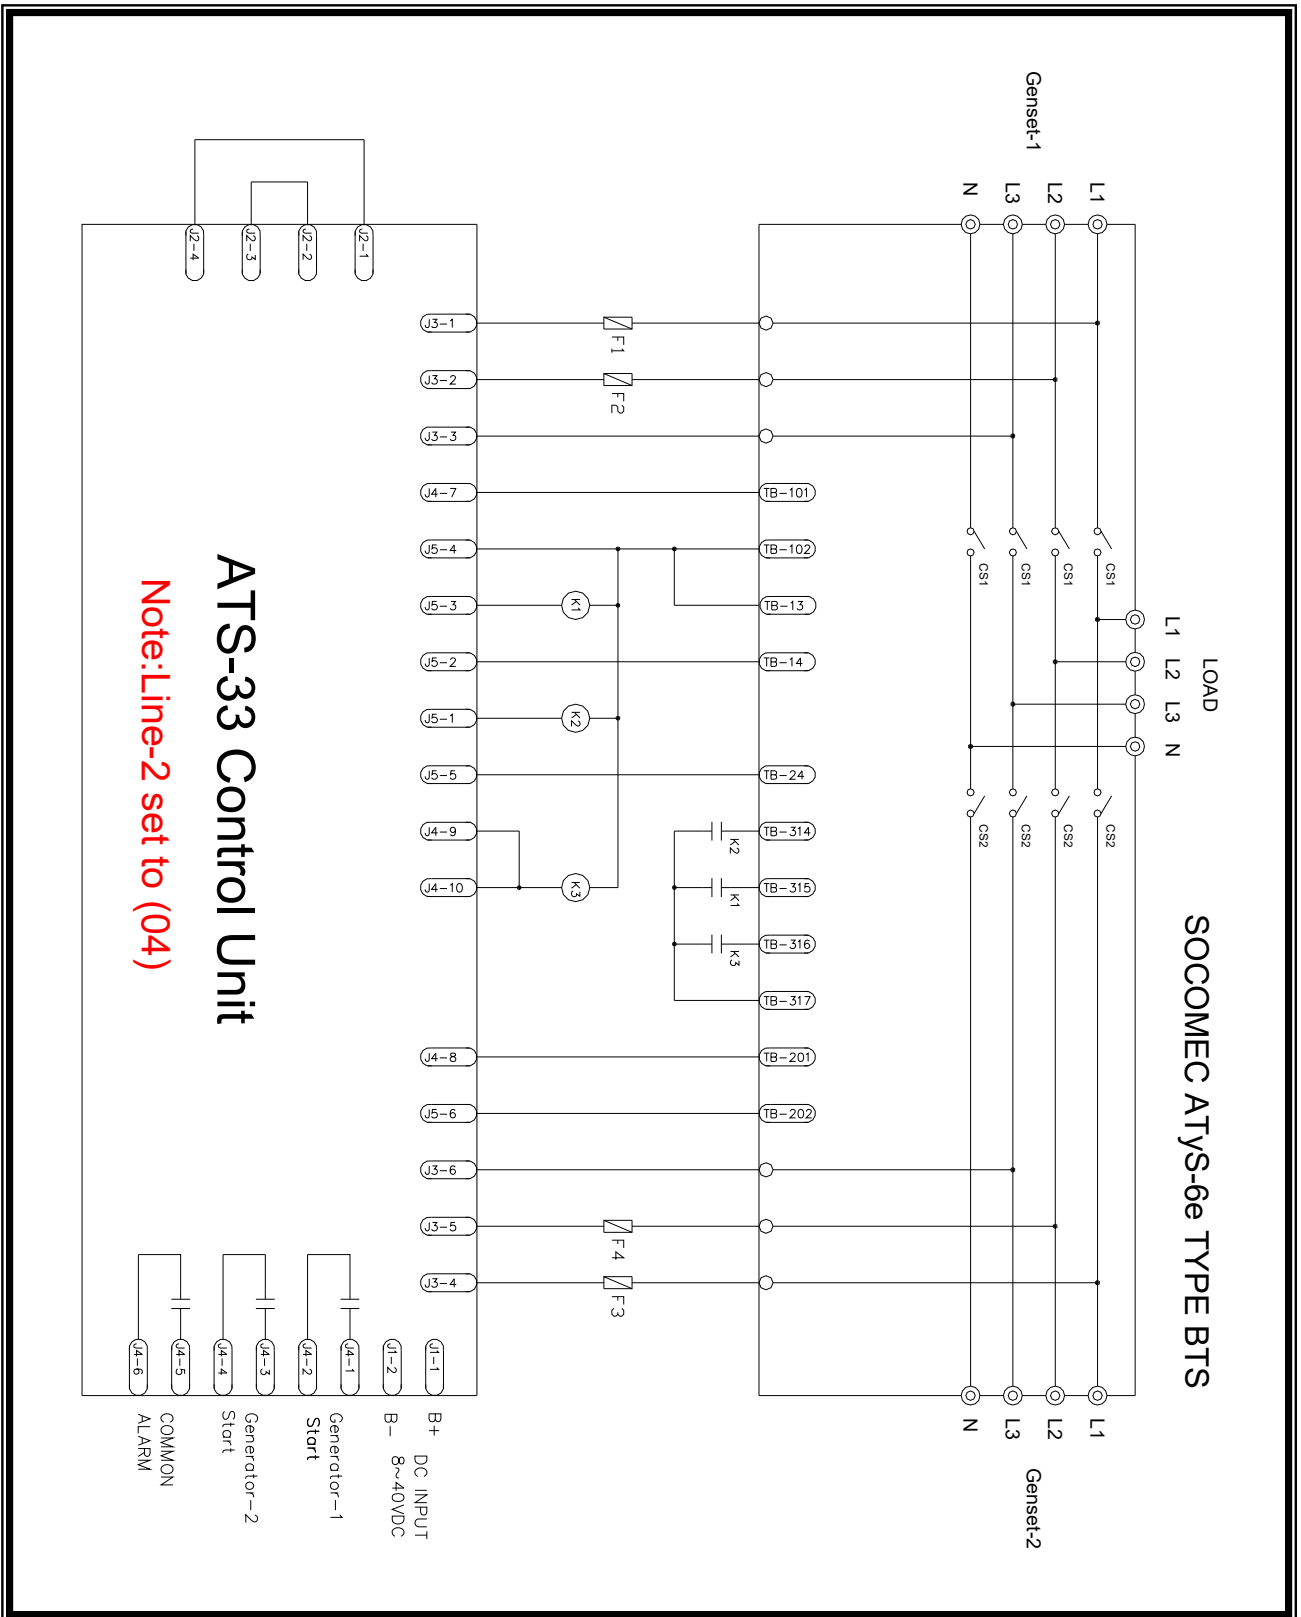 SOCOMEC ATyS-6e TYPE BTS
LOAD
L1 L2 L3 N
Genset-1
L1
L2
L3
N
CS1
CS1
CS1
CS1
CS2
CS2
CS2
CS2
L1
L2
L3
N
Genset-2
TB-101
TB-102
TB-13
TB-14
TB-24
TB-314
TB-315
TB-316
TB-317
TB-201
TB-202
K2
K1
K3
F1
F2
F4
F3
K1
K2
K3
J3-1
J3-2
J3-3
J4-7
J5-4
J5-3
J5-2
J5-1
J5-5
J4-9
J4-10
J4-8
J5-6
J3-6
J3-5
J3-4
J2-1
J2-2
J2-3
J2-4
ATS-33 Control Unit
Note:Line-2 set to (04)
J1-1
J1-2
J4-1
J4-2
J4-3
J4-4
J4-5
J4-6
B+
B-
DC INPUT
8~40VDC
Generator-1
Start
Generator-2
Start
COMMON
ALARM